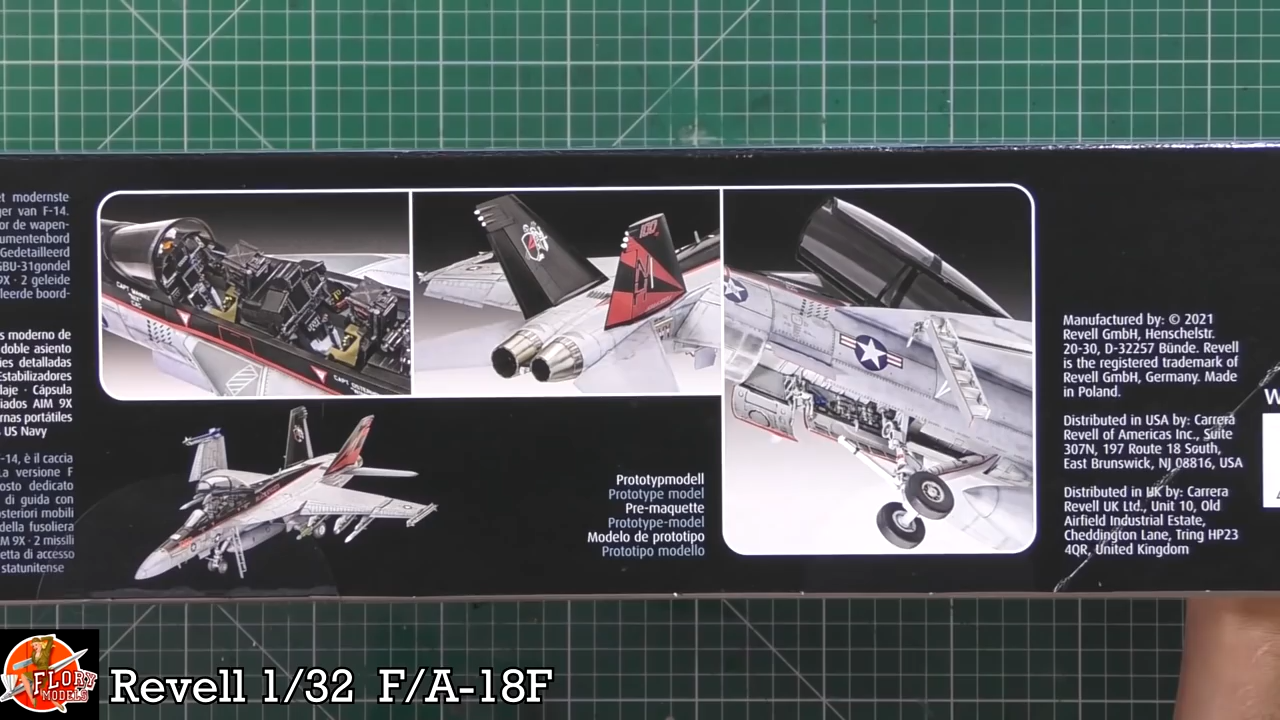 et modernste
ger van F-14.
or de wapen-
umentenbord
Gedetailleerd
GBU-31gondel
9X · 2 geleide
leerde boord-
s moderno de
doble asiento
es detalladas
Estabilizadores
laje · Cápsula
iados AIM 9X
rnas portátiles
US Navy
-14, è il caccia
La versione F
osto dedicato
di guida con
osteriori mobili
della fusoliera
M 9X · 2 missili
etta di accesso
statunitense
100
Prototypmodell
Prototype model
Pre-maquette
Prototype-model
Modelo de prototipo
Prototipo modello
Manufactured by: © 2021
Revell GmbH, Henschelstr.
20-30, D-32257 Bünde. Revell
is the registered trademark of
Revell GmbH, Germany. Made
in Poland.
Distributed in USA by: Carrera
Revell of Americas Inc., Suite
307N, 197 Route 18 South,
East Brunswick, NJ 08816, USA
Distributed in UK by: Carrera
Revell UK Ltd., Unit 10, Old
Airfield Industrial Estate,
Cheddington Lane, Tring HP23
4QR, United Kingdom
W
FLORY
MODELS
Revell 1/32 F/A-18F